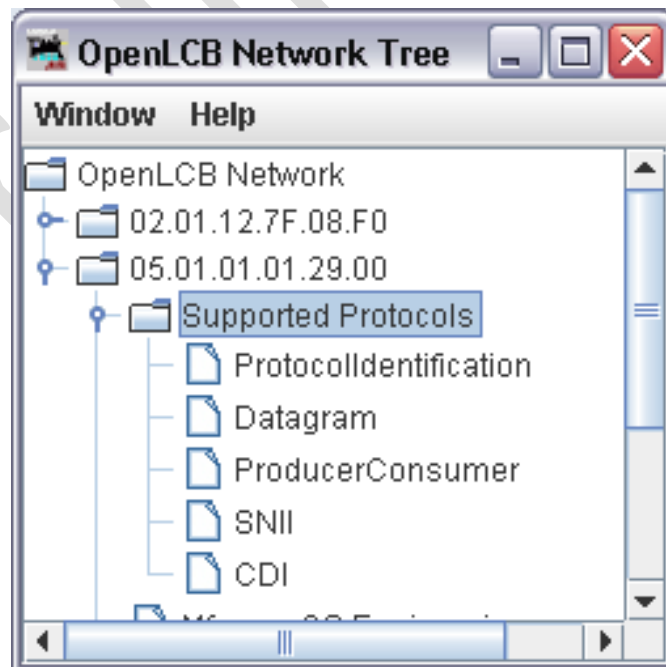 OpenLCB Network Tree
Window Help
OpenLCB Network
02.01.12.7F.08.F0
05.01.01.01.29.00
Supported Protocols
ProtocolIdentification
Datagram
ProducerConsumer
SNII
CDI